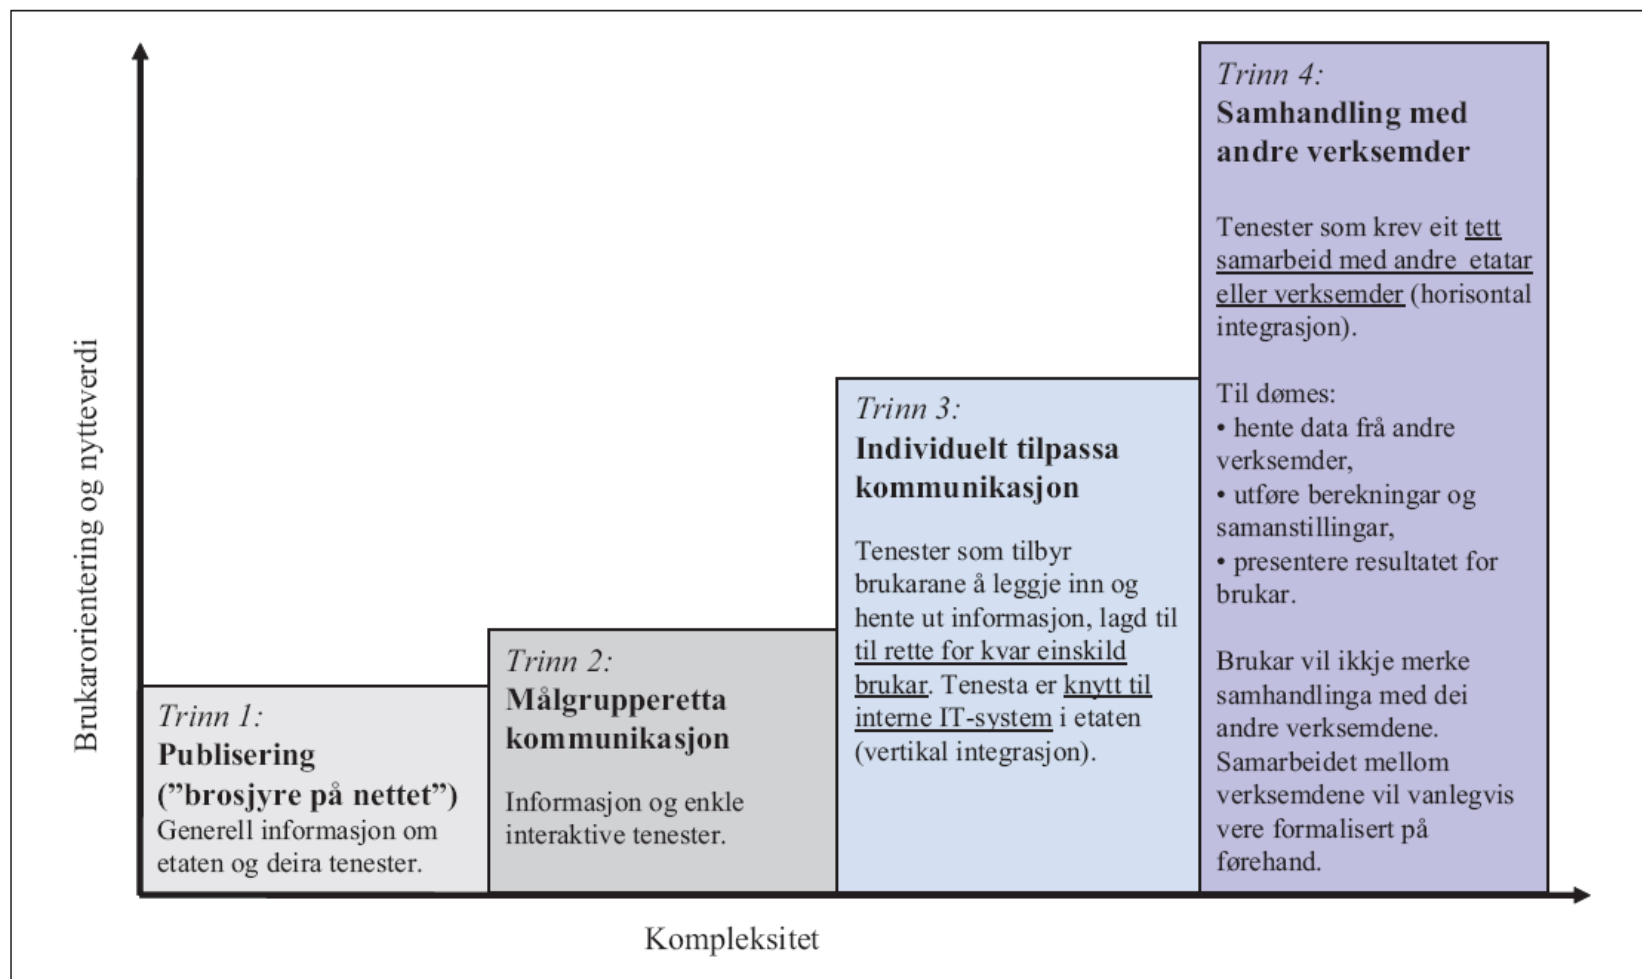 Brukarorientering og nytteverdi
Trinn 1:
Publisering
(”brosjyre på nettet”)
Generell informasjon om
etaten og deira tenester.
Trinn 2:
Målgrupperetta
kommunikasjon
Informasjon og enkle
interaktive tenester.
Trinn 3:
Individuelt tilpassa
kommunikasjon
Tenester som tilbyr
brukarane å leggje inn og
hente ut informasjon, lagd til
til rette for kvar einskild
brukar. Tenesta er knytt til
interne IT-system i etaten
(vertikal integrasjon).
Trinn 4:
Samhandling med
andre verksemder
Tenester som krev eit tett
samarbeid med andre etatar
eller verksemder (horisontal
integrasjon).
Til dømes:
• hente data frå andre
verksemder,
• utføre berekningar og
samanstillingar,
• presentere resultatet for
brukar.
Brukar vil ikkje merke
samhandlinga med dei
andre verksemdene.
Samarbeidet mellom
verksemdene vil vanlegvis
vere formalisert på
førehand.
Kompleksitet